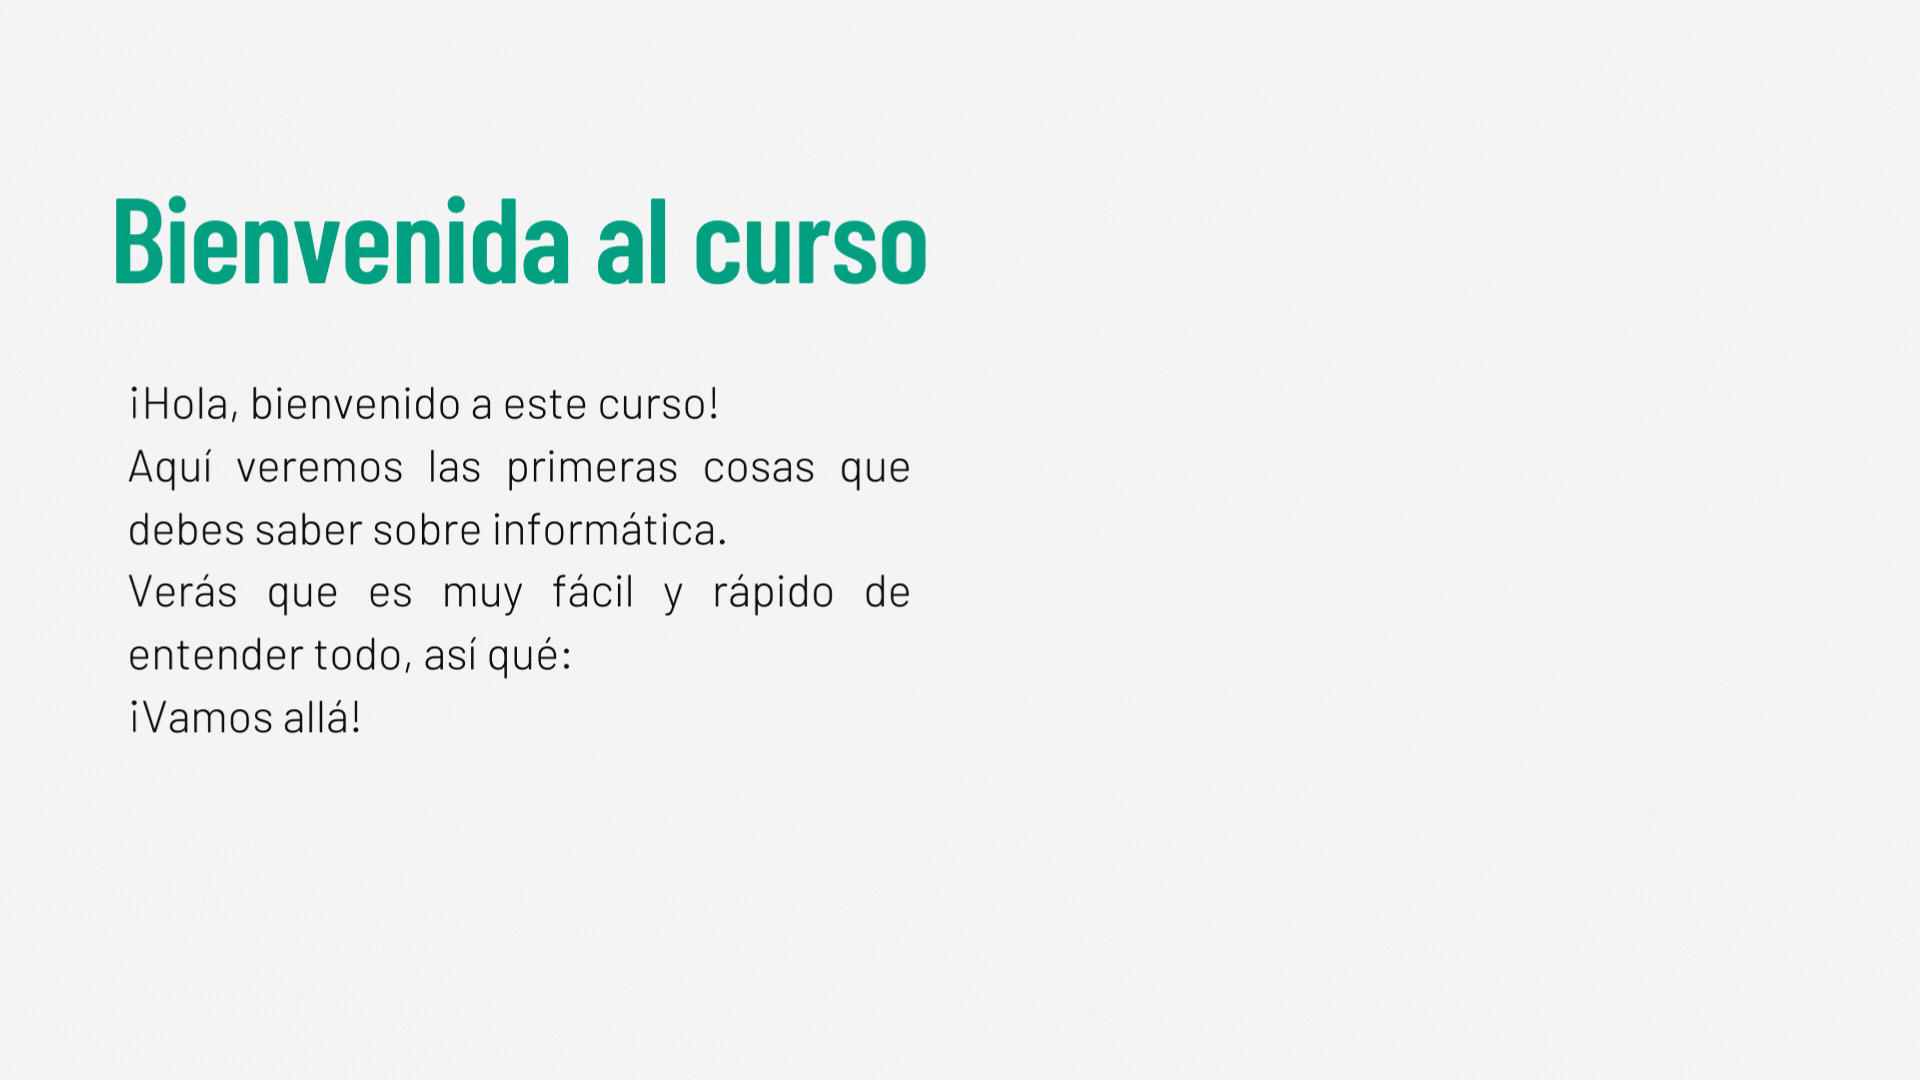 Bienvenida al curso
¡Hola, bienvenido a este curso!
Aquí veremos las primeras cosas que
debes saber sobre informática.
Verás que es muy fácil y rápido de
entender todo, así qué:
¡Vamos allá!